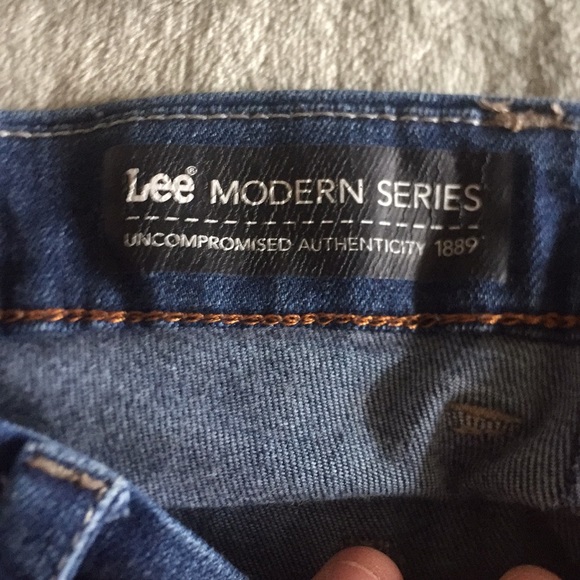 Lee® MODERN SERIES
UNCOMPROMISED AUTHENTICITY 1889